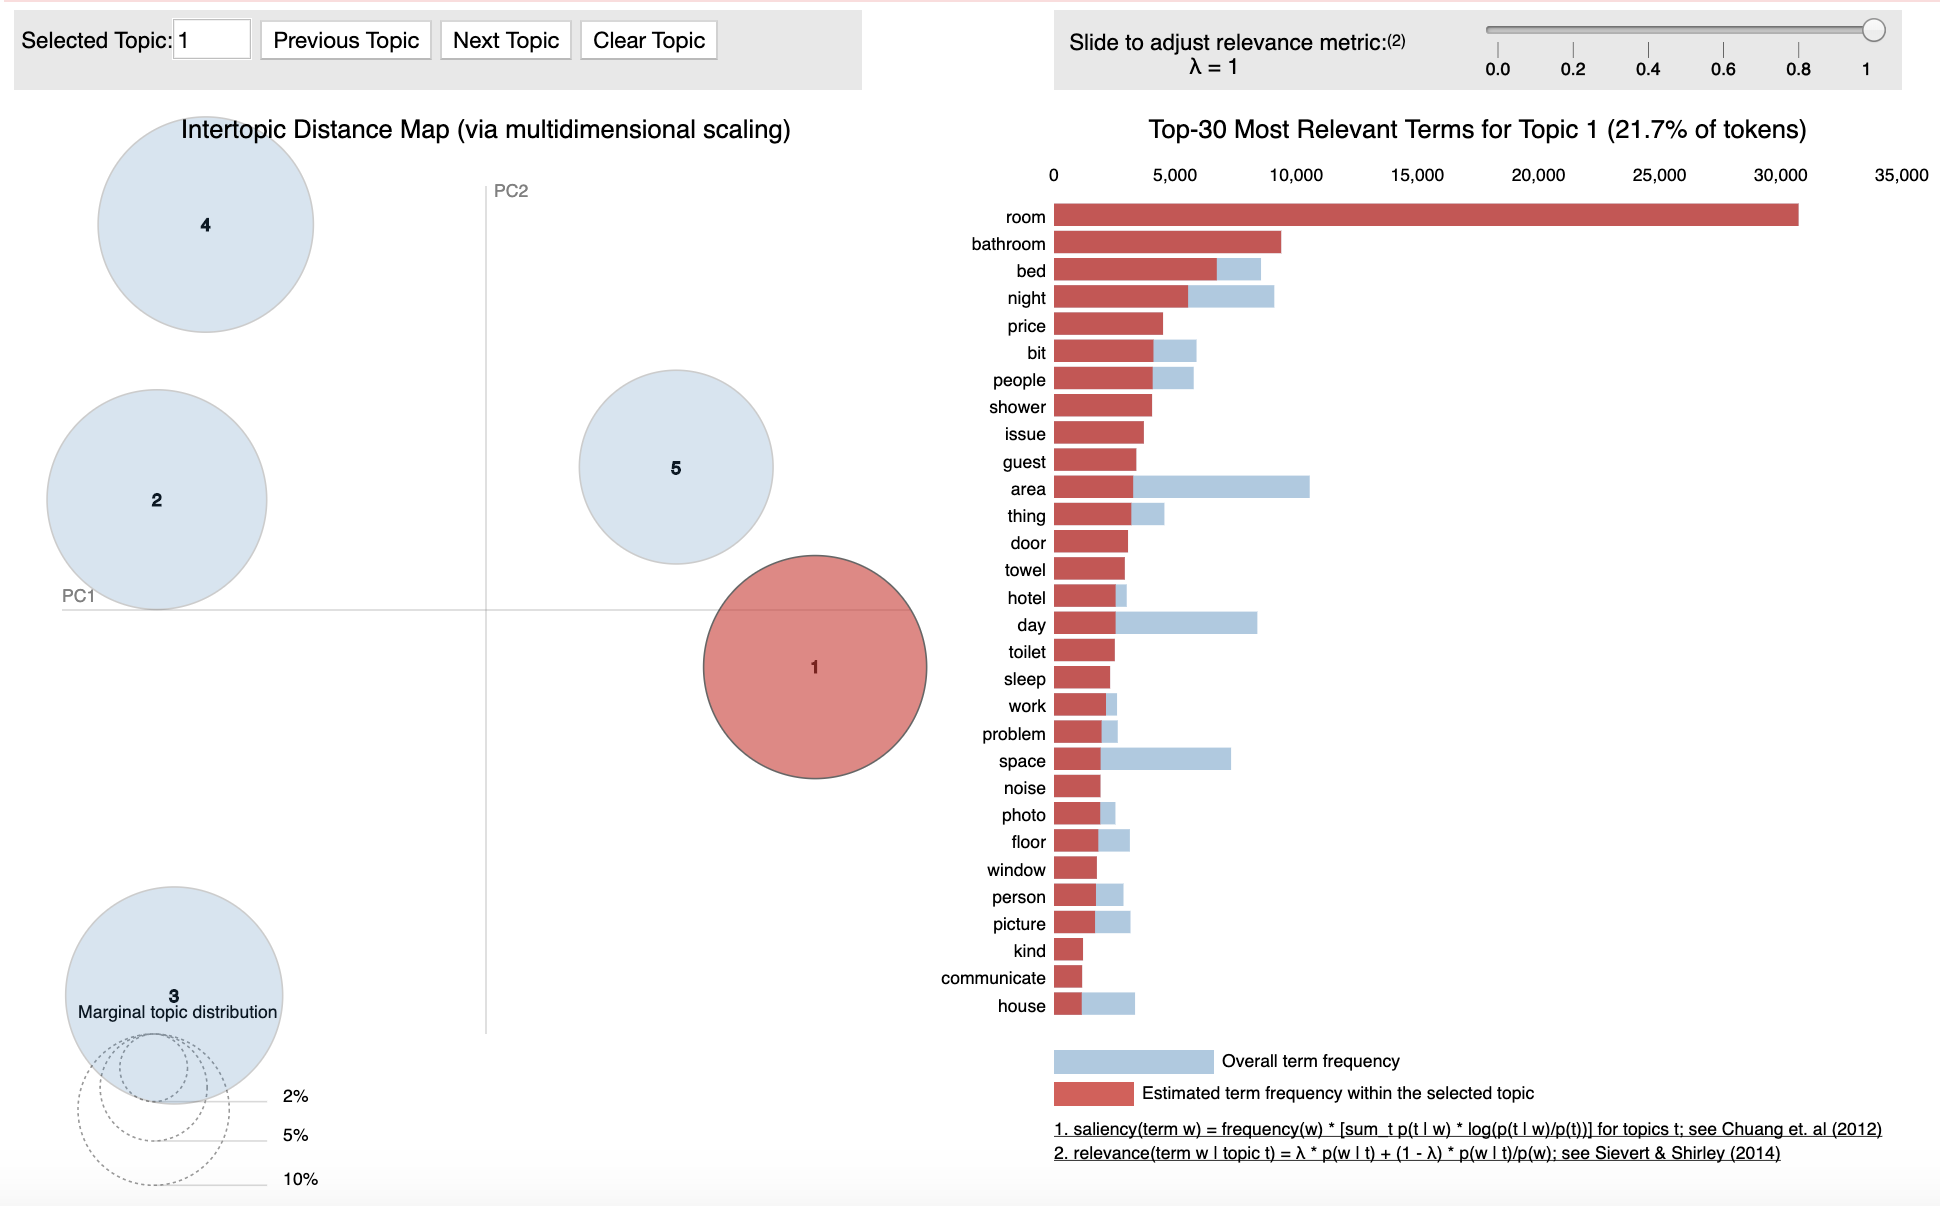 Selected Topic: 1 Previous Topic Next Topic Clear Topic
Slide to adjust relevance metric:(2)
λ = 1
0.0 0.2 0.4 0.6 0.8 1
Intertopic Distance Map (via multidimensional scaling)
PC2
4
5
2
PC1
1
3
Marginal topic distribution
2%
5%
10%
Top-30 Most Relevant Terms for Topic 1 (21.7% of tokens)
0 5,000 10,000 15,000 20,000 25,000 30,000 35,000
room
bathroom
bed
night
price
bit
people
shower
issue
guest
area
thing
door
towel
hotel
day
toilet
sleep
work
problem
space
noise
photo
floor
window
person
picture
kind
communicate
house
Overall term frequency
Estimated term frequency within the selected topic
1. saliency(term w) = frequency(w) * [sum_t p(t | w) * log(p(t | w)/p(t))] for topics t; see Chuang et. al (2012)
2. relevance(term w | topic t) = λ * p(w | t) + (1 - λ) * p(w | t)/p(w); see Sievert & Shirley (2014)